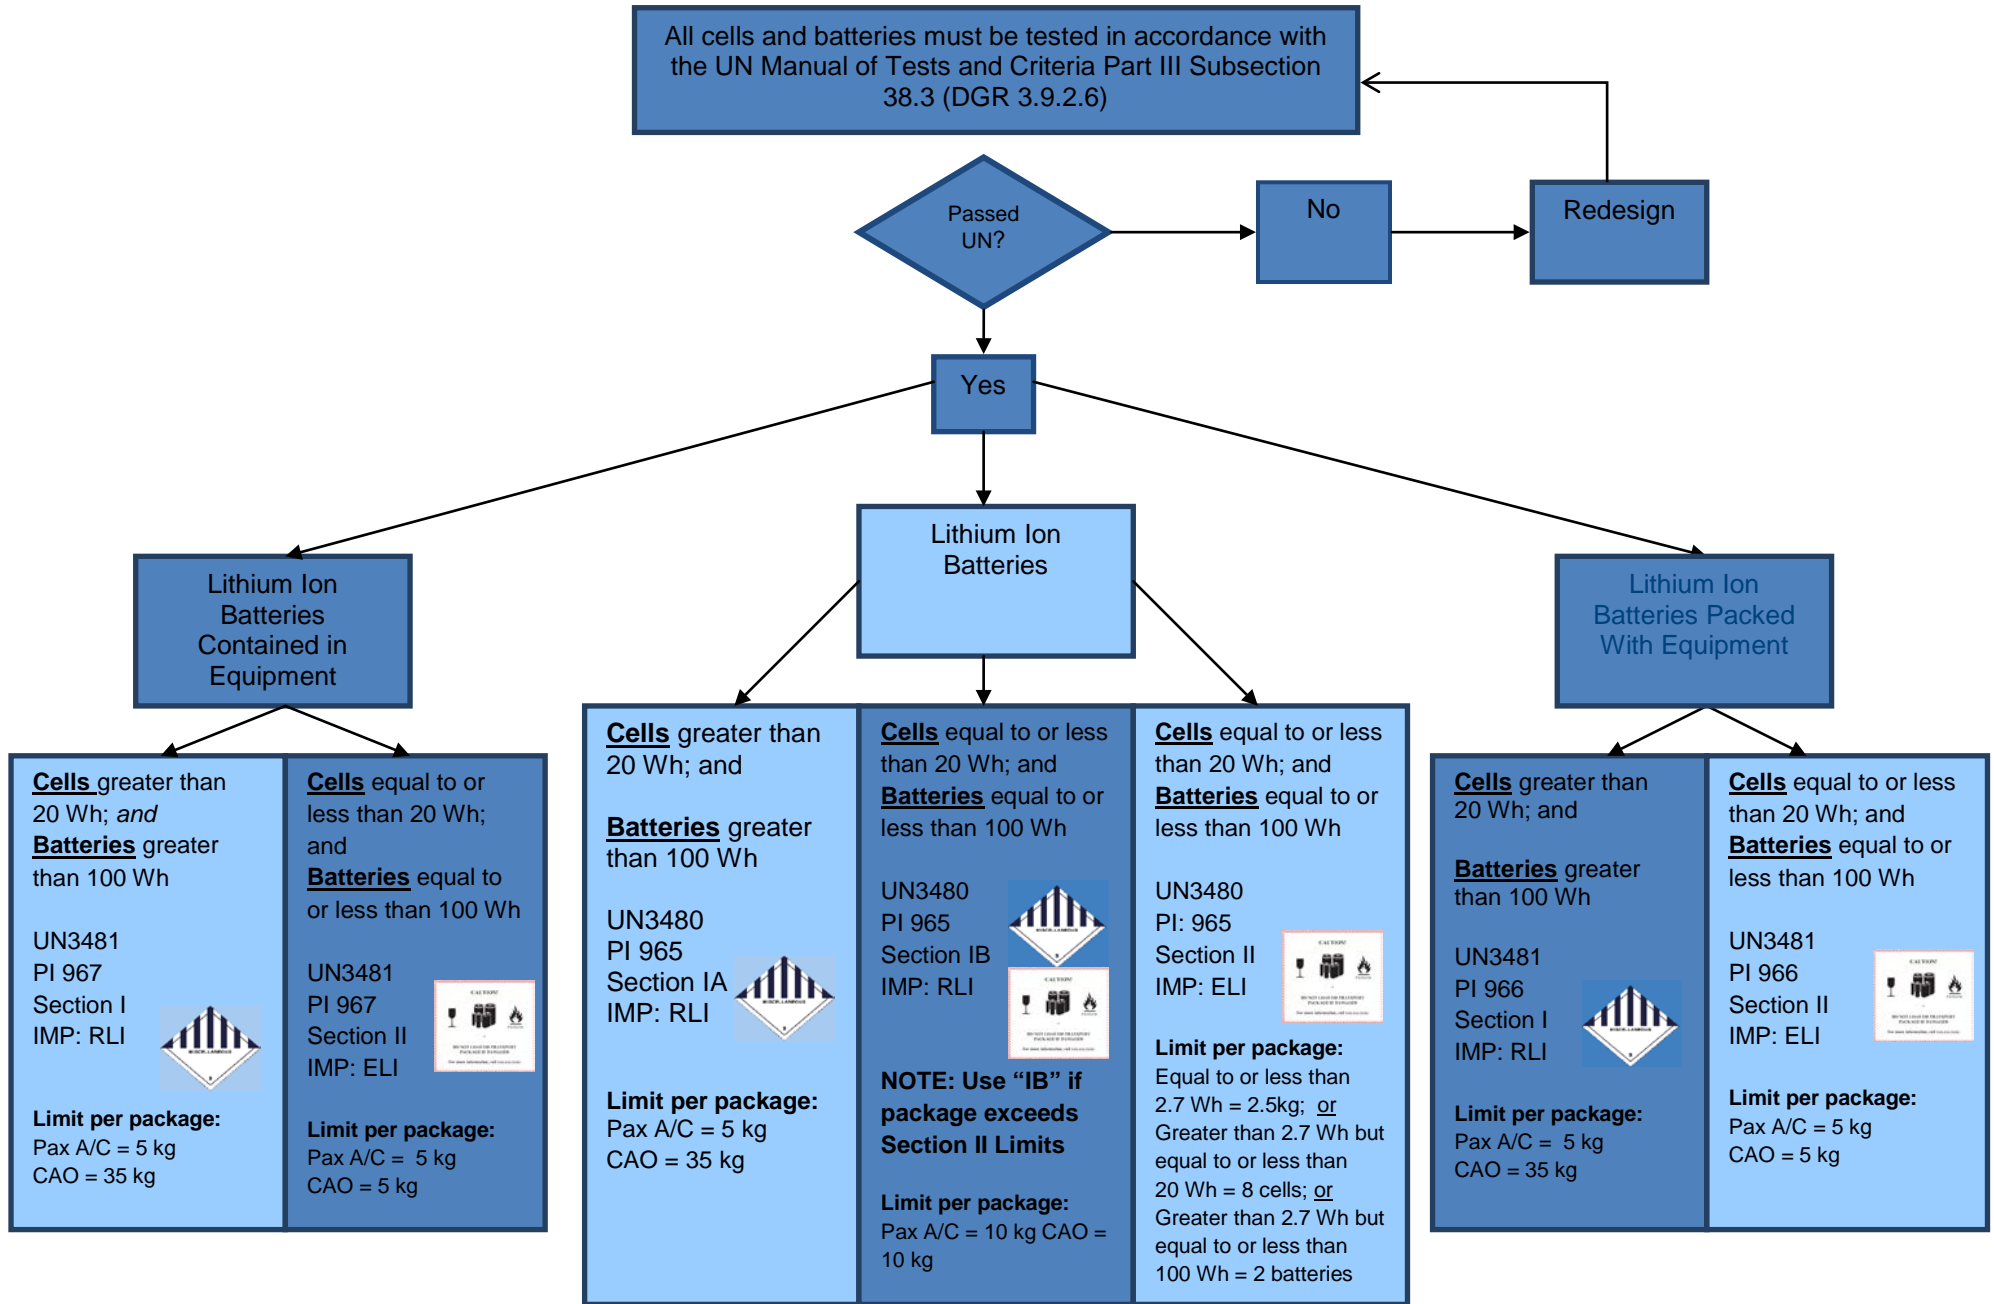 All cells and batteries must be tested in accordance with
the UN Manual of Tests and Criteria Part III Subsection
38.3 (DGR 3.9.2.6)
Passed
UN?
No
Redesign
Yes
Lithium Ion
Batteries
Contained in
Equipment
Lithium Ion
Batteries
Lithium Ion
Batteries Packed
With Equipment
Cells greater than
20 Wh; and
Batteries greater
than 100 Wh
UN3481
PI 967
Section I
IMP: RLI
MISCELLANEOUS
Limit per package:
Pax A/C = 5 kg
CAO = 35 kg
Cells equal to or
less than 20 Wh;
and
Batteries equal to
or less than 100 Wh
UN3481
PI 967
Section II
IMP: ELI
CAUTION!
Limit per package:
Pax A/C = 5 kg
CAO = 5 kg
Cells greater than
20 Wh; and
Batteries greater
than 100 Wh
UN3480
PI 965
Section IA
IMP: RLI
MISCELLANEOUS
Limit per package:
Pax A/C = 5 kg
CAO = 35 kg
Cells equal to or less
than 20 Wh; and
Batteries equal to or
less than 100 Wh
UN3480
PI 965
Section IB
IMP: RLI
MISCELLANEOUS
CAUTION!
NOTE: Use “IB” if
package exceeds
Section II Limits
Limit per package:
Pax A/C = 10 kg CAO =
10 kg
Cells equal to or less
than 20 Wh; and
Batteries equal to or
less than 100 Wh
UN3480
PI: 965
Section II
IMP: ELI
CAUTION!
Limit per package:
Equal to or less than
2.7 Wh = 2.5kg; or
Greater than 2.7 Wh but
equal to or less than
20 Wh = 8 cells; or
Greater than 2.7 Wh but
equal to or less than
100 Wh = 2 batteries
Cells greater than
20 Wh; and
Batteries greater
than 100 Wh
UN3481
PI 966
Section I
IMP: RLI
MISCELLANEOUS
Limit per package:
Pax A/C = 5 kg
CAO = 35 kg
Cells equal to or less
than 20 Wh; and
Batteries equal to or
less than 100 Wh
UN3481
PI 966
Section II
IMP: ELI
CAUTION!
Limit per package:
Pax A/C = 5 kg
CAO = 5 kg